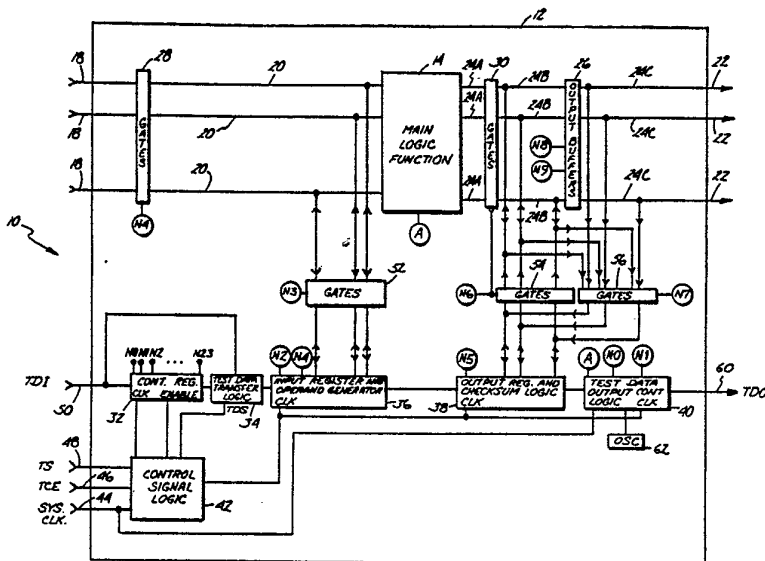 12
18
28
20
14
24A
30
24B
26
24C
22
18
20
24A
24B
24C
22
GATES
MAIN
LOGIC
FUNCTION
GATES
OUTPUT BUFFERS
N8
N9
18
20
24A
24B
24C
22
N4
A
10
52
54
56
N3
GATES
N6
GATES
GATES
N7
N2
N23
N2
N4
N5
A
N0
N1
60
TDI
50
CONT. REG.
CLK ENABLE
32
TEST DATA
TRANSFER
LOGIC
TDS
34
INPUT REGISTER AND
OPERAND GENERATOR
CLK
36
OUTPUT REG. AND
CHECKSUM LOGIC
CLK
38
TEST DATA
OUTPUT CONT
LOGIC CLK
40
TDO
OSC
62
TS
48
TCE
46
SYS.
CLK.
44
CONTROL
SIGNAL
LOGIC
42